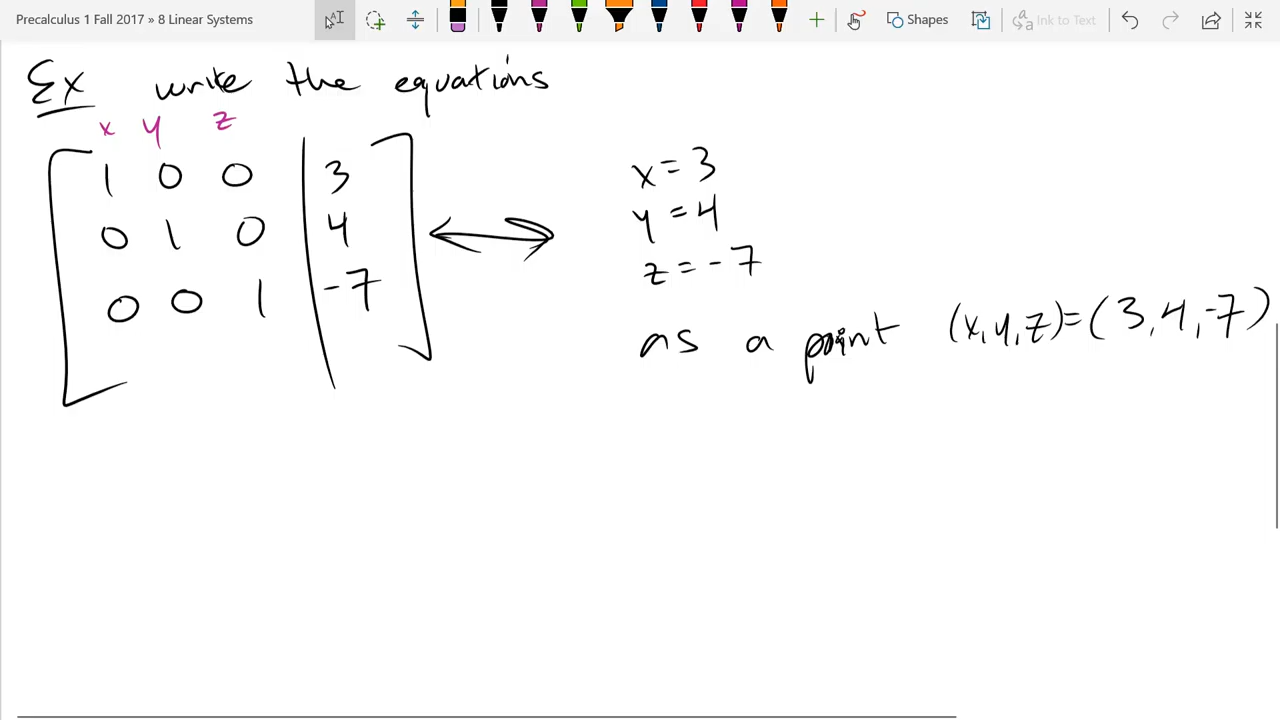 Precalculus 1 Fall 2017 » 8 Linear Systems
Shapes
Ink to Text
Ex write the equations
x y z
1 0 0 | 3
0 1 0 | 4
0 0 1 | -7
x = 3
y = 4
z = -7
as a point (x,y,z)=(3,4,-7)